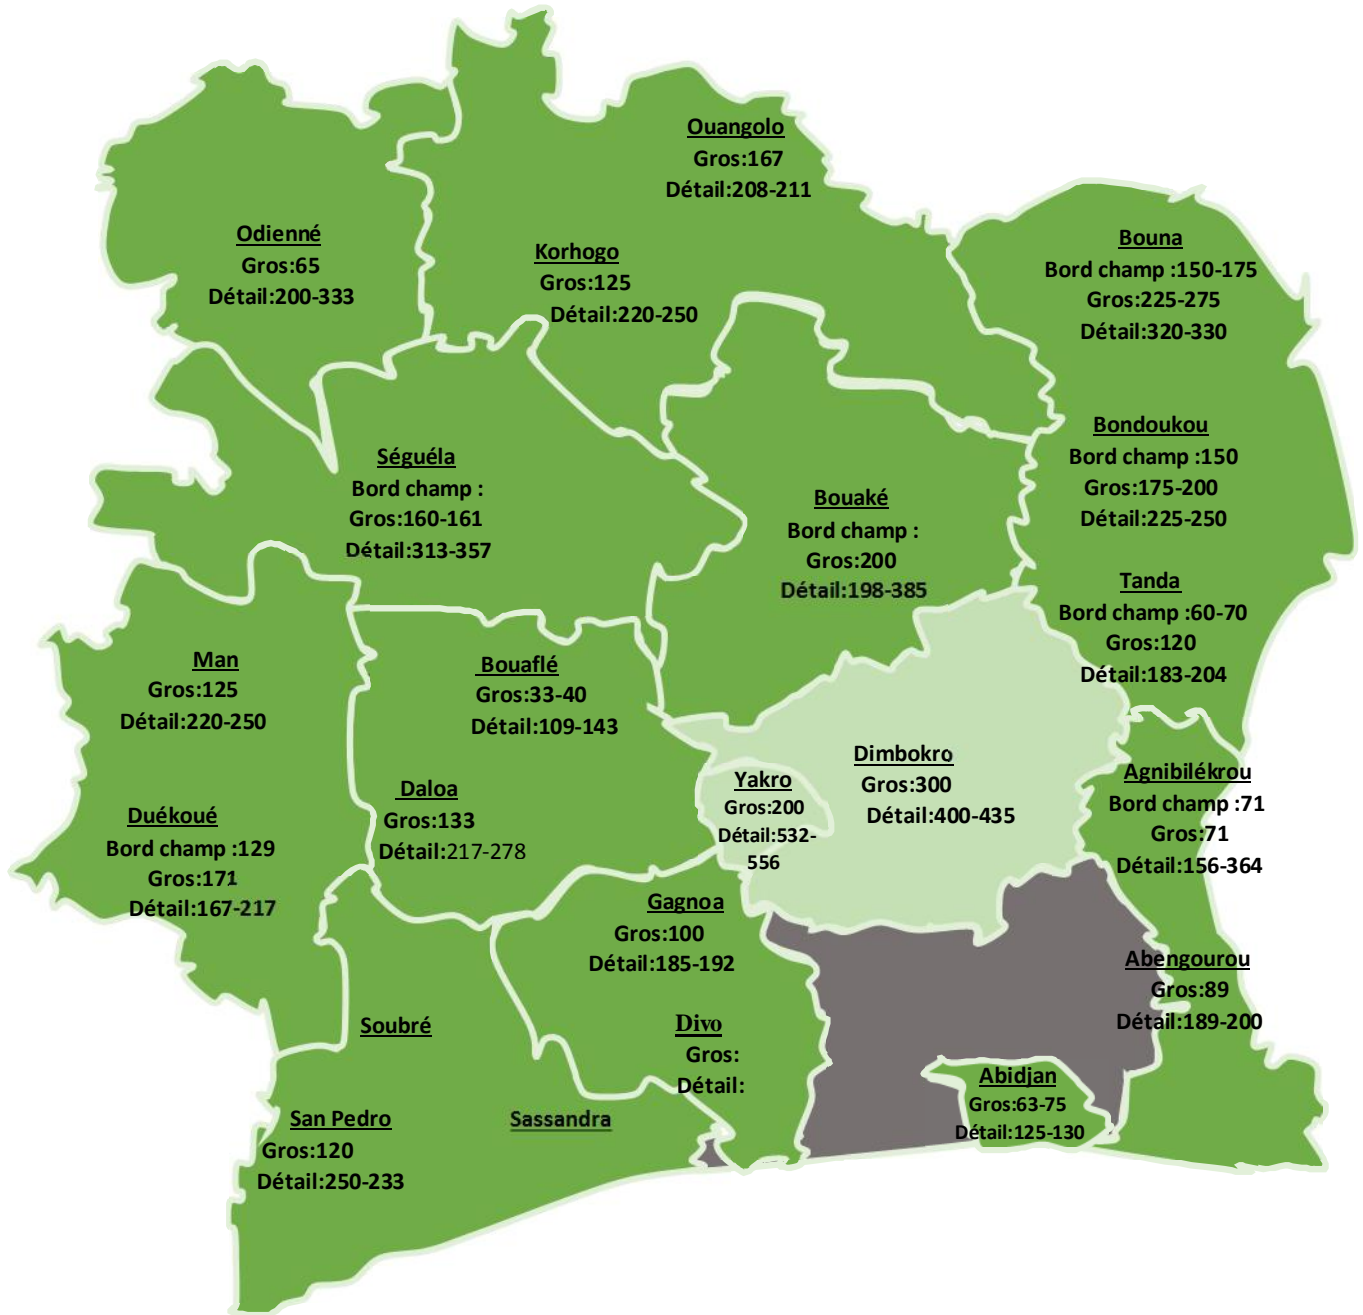 Ouangolo
Gros:167
Détail:208-211
Odienné
Gros:65
Détail:200-333
Korhogo
Gros:125
Détail:220-250
Bouna
Bord champ :150-175
Gros:225-275
Détail:320-330
Séguéla
Bord champ :
Gros:160-161
Détail:313-357
Bouaké
Bord champ :
Gros:200
Détail:198-385
Bondoukou
Bord champ :150
Gros:175-200
Détail:225-250
Tanda
Bord champ :60-70
Gros:120
Détail:183-204
Man
Gros:125
Détail:220-250
Bouaflé
Gros:33-40
Détail:109-143
Daloa
Gros:133
Détail:217-278
Yakro
Gros:200
Détail:532-
556
Dimbokro
Gros:300
Détail:400-435
Agnibilékrou
Bord champ :71
Gros:71
Détail:156-364
Duékoué
Bord champ :129
Gros:171
Détail:167-217
Gagnoa
Gros:100
Détail:185-192
Abengourou
Gros:89
Détail:189-200
Soubré
Divo
Gros:
Détail:
Abidjan
Gros:63-75
Détail:125-130
San Pedro
Gros:120
Détail:250-233
Sassandra